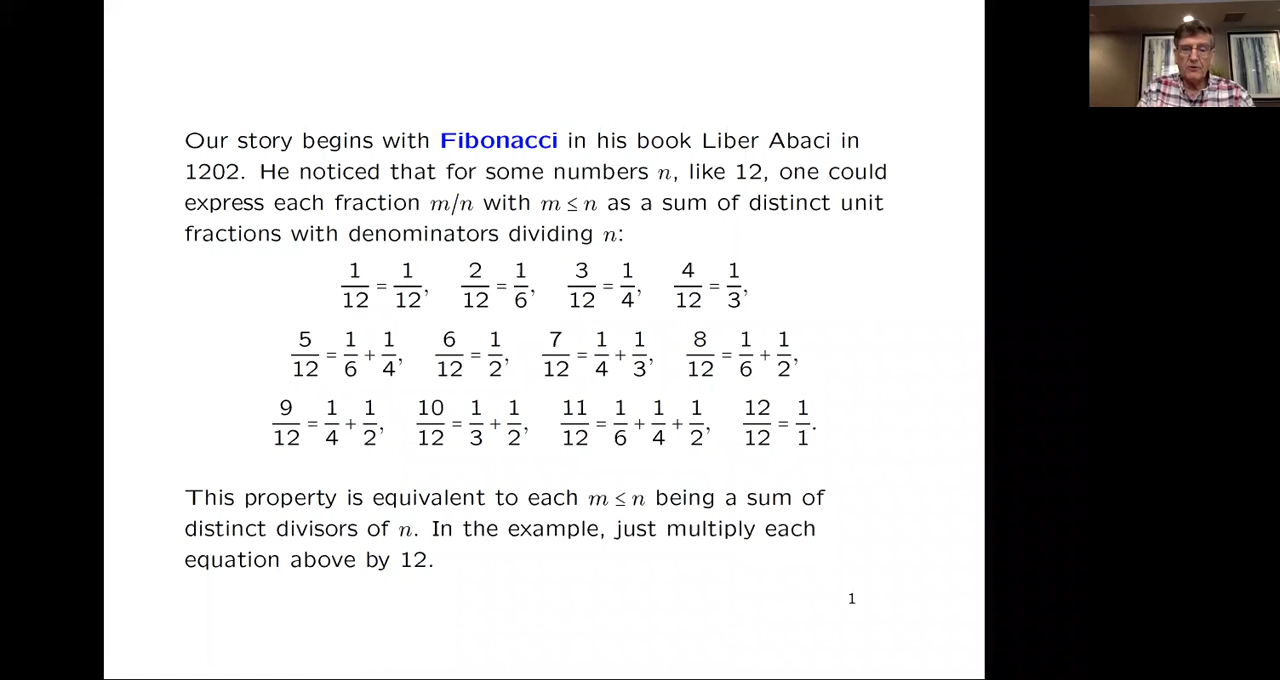 Our story begins with Fibonacci in his book Liber Abaci in
1202. He noticed that for some numbers n, like 12, one could
express each fraction m/n with m ≤ n as a sum of distinct unit
fractions with denominators dividing n:
1/12 = 1/12, 2/12 = 1/6, 3/12 = 1/4, 4/12 = 1/3,
5/12 = 1/6 + 1/4, 6/12 = 1/2, 7/12 = 1/4 + 1/3, 8/12 = 1/6 + 1/2,
9/12 = 1/4 + 1/2, 10/12 = 1/3 + 1/2, 11/12 = 1/6 + 1/4 + 1/2, 12/12 = 1/1.
This property is equivalent to each m ≤ n being a sum of
distinct divisors of n. In the example, just multiply each
equation above by 12.
1